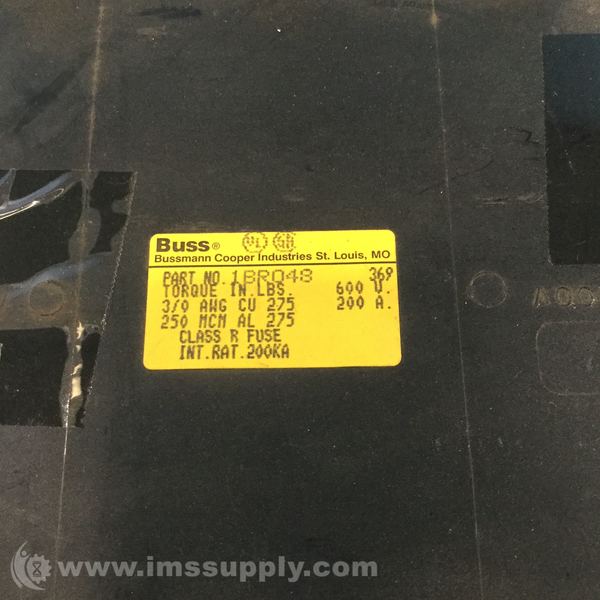 Buss®
Bussmann Cooper Industries St. Louis, MO
PART NO. 1BR048 369
TORQUE IN.LBS. 600 V.
3/0 AWG CU 275 200 A.
250 MCM AL 275
CLASS R FUSE
INT.RAT.200KA
www.imssupply.com